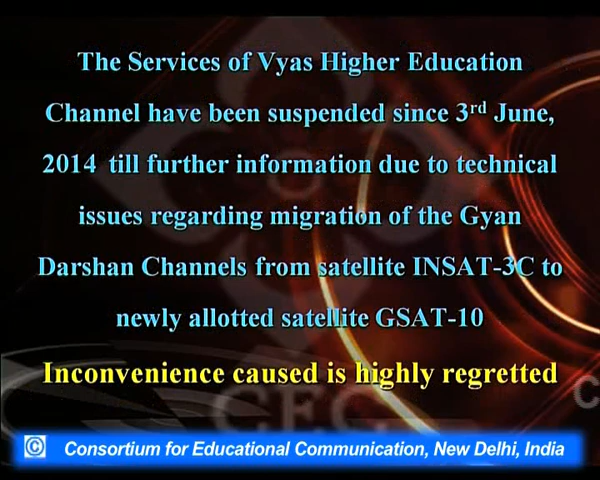 The Services of Vyas Higher Education
Channel have been suspended since 3rd June,
2014 till further information due to technical
issues regarding migration of the Gyan
Darshan Channels from satellite INSAT-3C to
newly allotted satellite GSAT-10
Inconvenience caused is highly regretted
CEC
C
© Consortium for Educational Communication, New Delhi, India